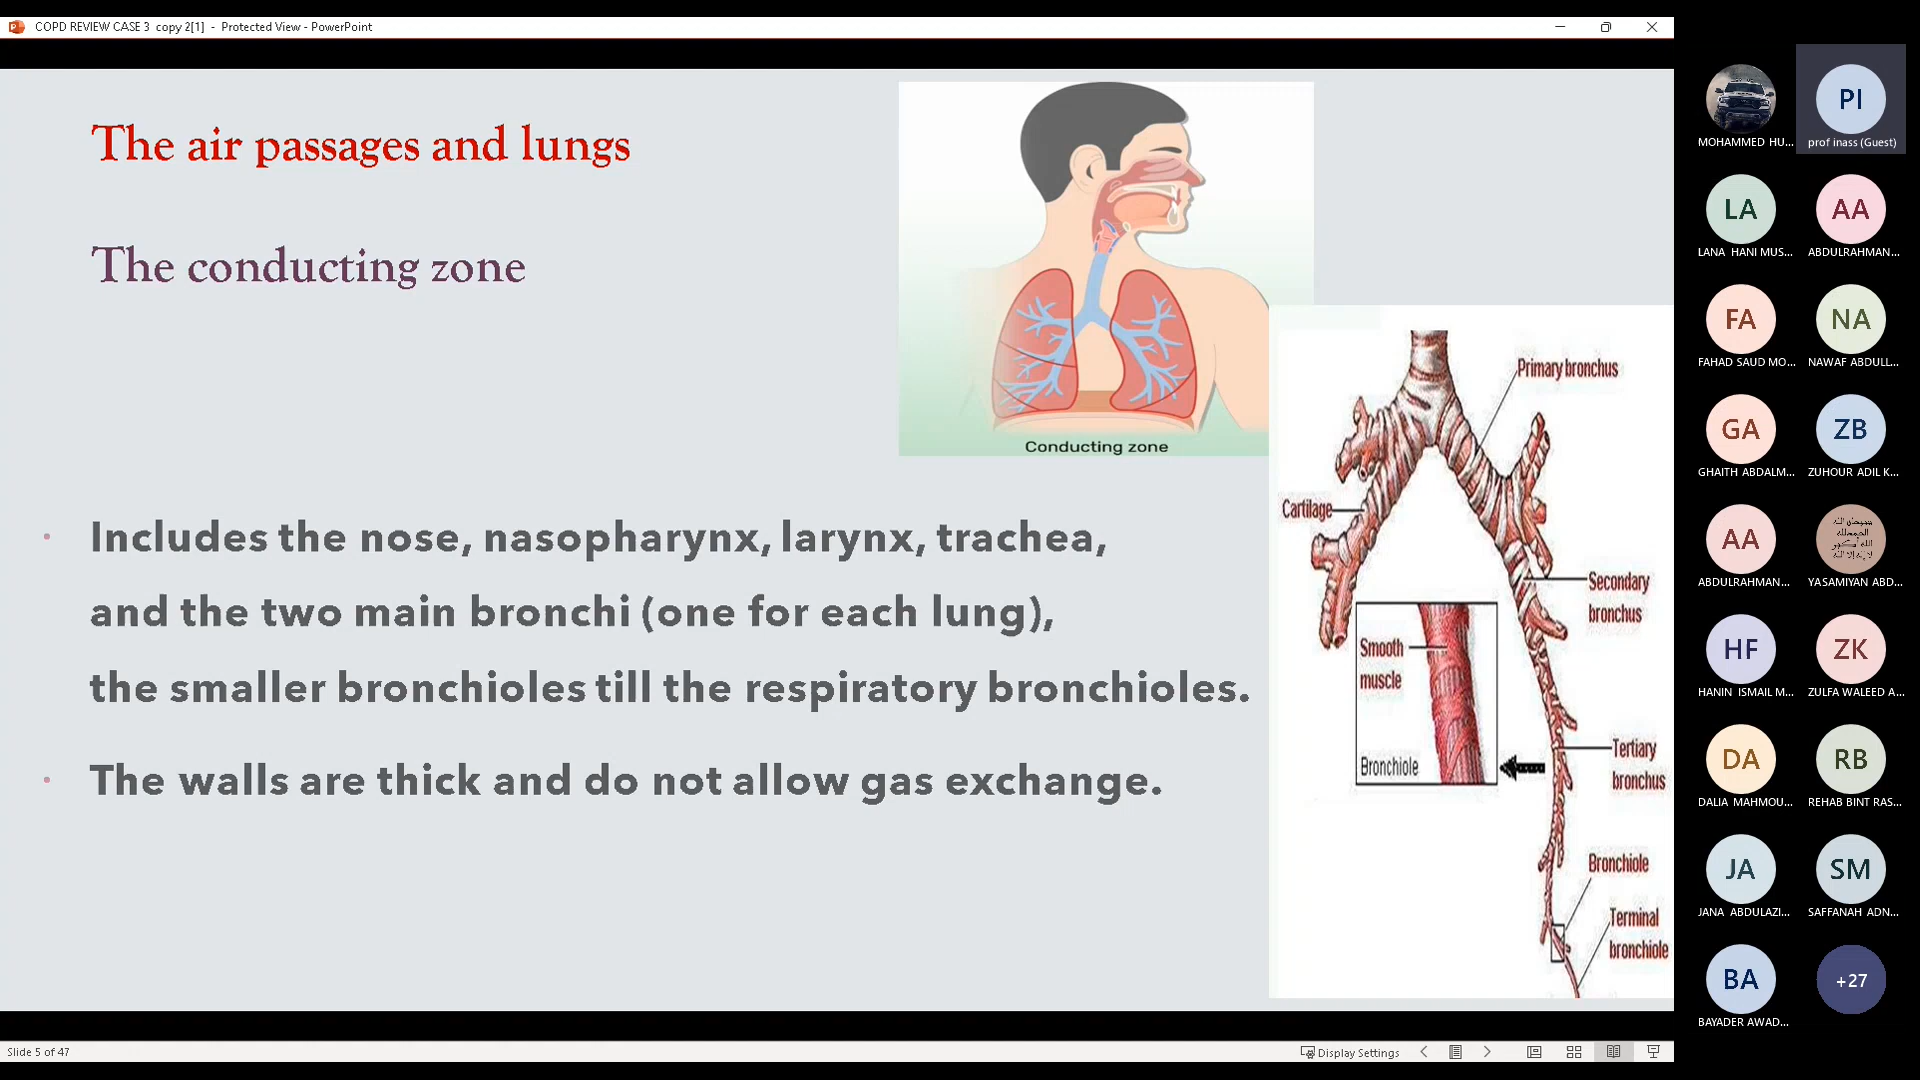 COPD REVIEW CASE 3 copy 2[1] - Protected View - PowerPoint
The air passages and lungs
The conducting zone
Conducting zone
Primary bronchus
Cartilage
Secondary
bronchus
Smooth
muscle
Bronchiole
Tertiary
bronchus
Bronchiole
Terminal
bronchiole
• Includes the nose, nasopharynx, larynx, trachea,
and the two main bronchi (one for each lung),
the smaller bronchioles till the respiratory bronchioles.
• The walls are thick and do not allow gas exchange.
Slide 5 of 47
Display Settings
MOHAMMED HU...
PI
prof inass (Guest)
LA
LANA HANI MUS...
AA
ABDULRAHMAN...
FA
FAHAD SAUD MO...
NA
NAWAF ABDULL...
GA
GHAITH ABDALM...
ZB
ZUHOUR ADIL K...
AA
ABDULRAHMAN...
YASAMIYAN ABD...
HF
HANIN ISMAIL M...
ZK
ZULFA WALEED A...
DA
DALIA MAHMOU...
RB
REHAB BINT RAS...
JA
JANA ABDULAZI...
SM
SAFFANAH ADN...
BA
BAYADER AWAD...
+27